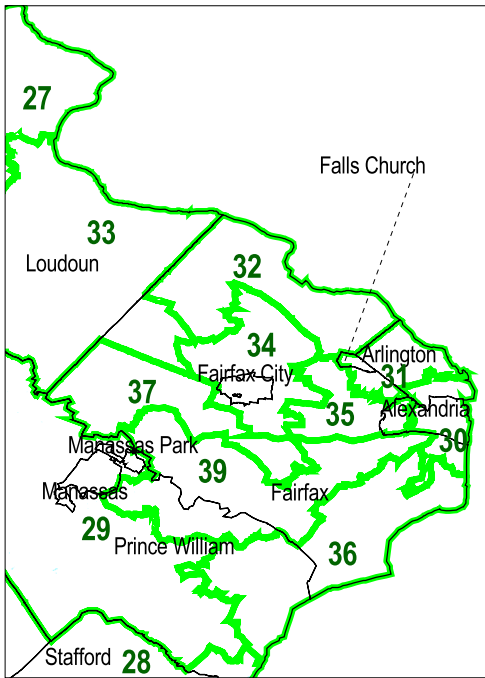 27
Falls Church
33
Loudoun
32
34
Arlington
Fairfax City
31
37
Alexandria
35
30
Manassas Park
39
Manassas
Fairfax
29
Prince William
36
Stafford
28